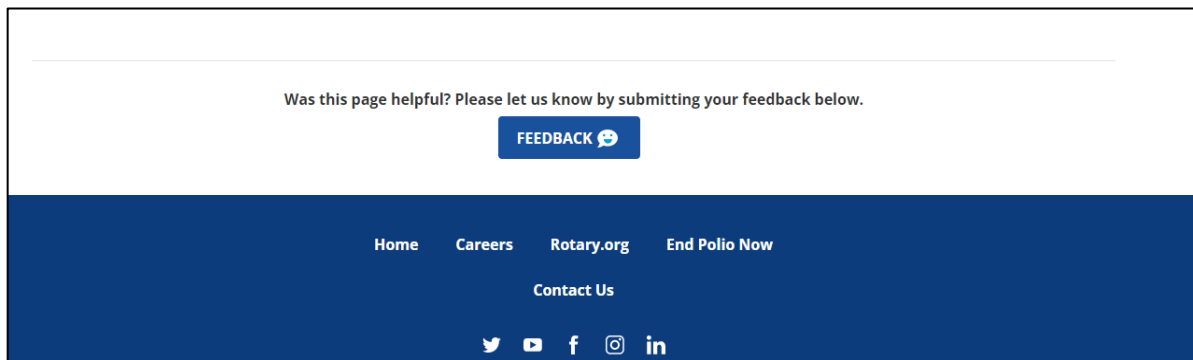 Was this page helpful? Please let us know by submitting your feedback below.
FEEDBACK
Home Careers Rotary.org End Polio Now
Contact Us